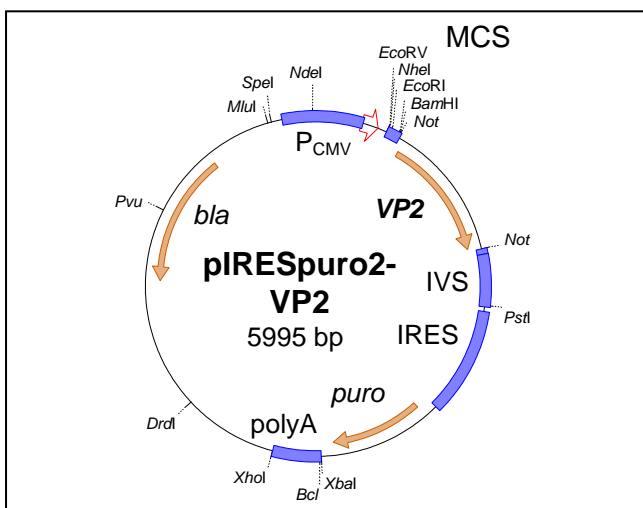 MCS
EcoRV
NheI
EcoRI
BamHI
Not
NdeI
SpeI
MluI
PCMV
Pvu
bla
VP2
pIRESpuro2-
VP2
5995 bp
Not
IVS
PstI
IRES
puro
polyA
DrdI
XhoI
XbaI
BcI